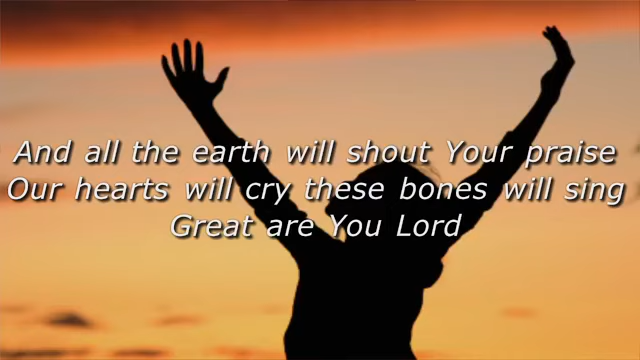 And all the earth will shout Your praise
Our hearts will cry these bones will sing
Great are You Lord